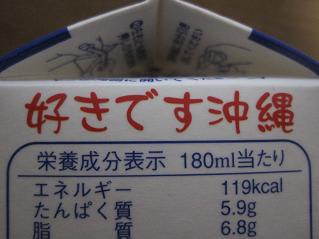 好きです沖縄
栄養成分表示 180ml当たり
エネルギー 119kcal
たんぱく質 5.9g
脂質 6.8g